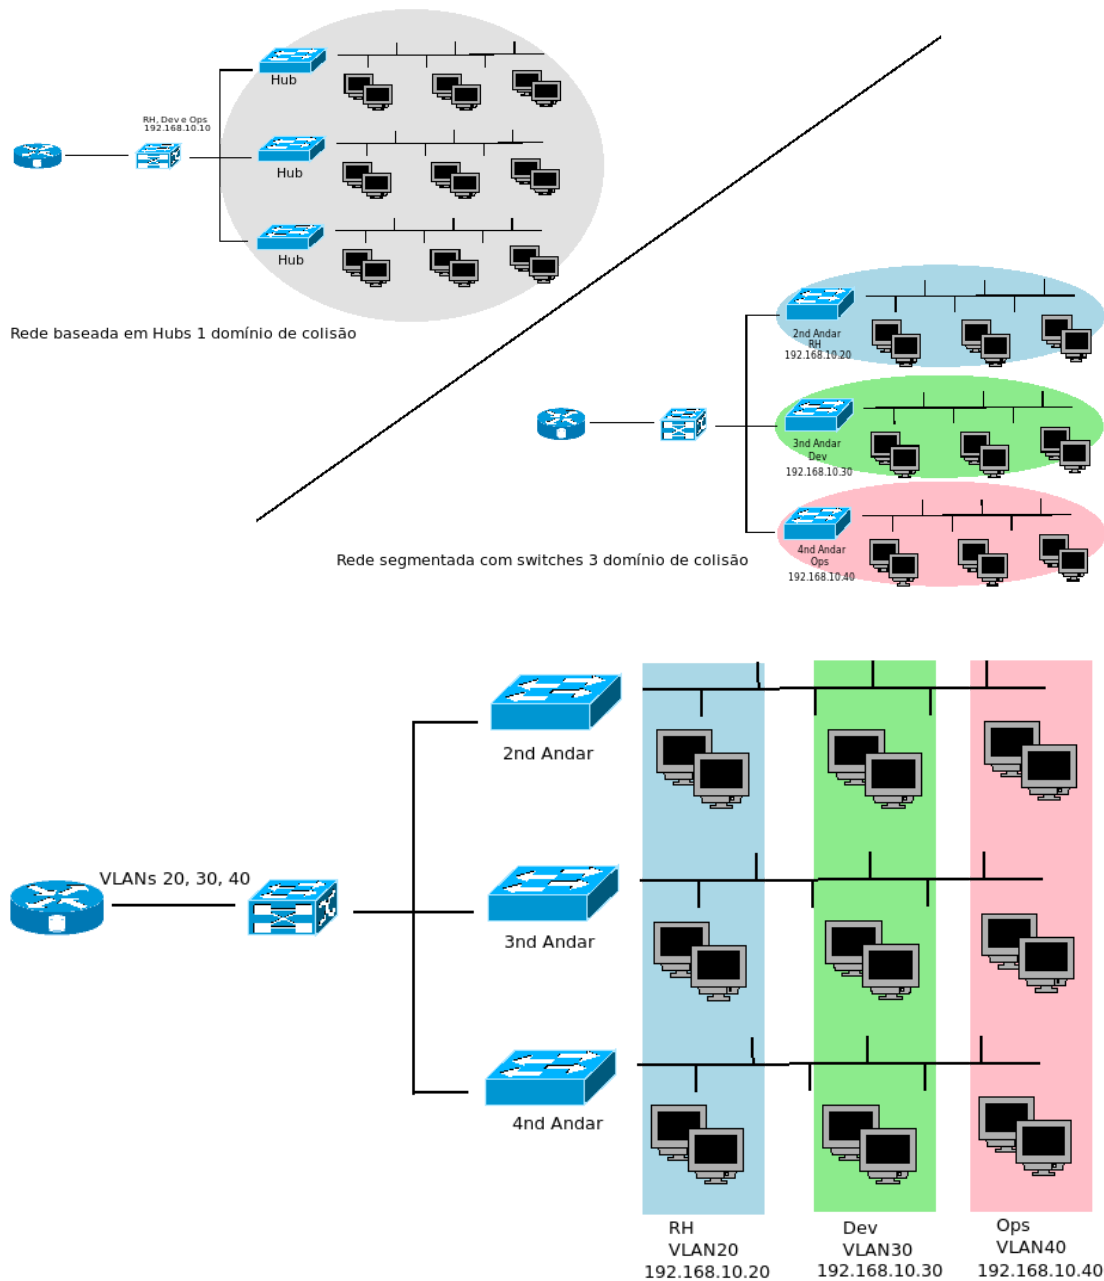 Hub
RH, Dev e Ops
192.168.10.10
Hub
Hub
Rede baseada em Hubs 1 domínio de colisão
2nd Andar
RH
192.168.10.20
3nd Andar
Dev
192.168.10.30
4nd Andar
Ops
192.168.10.40
Rede segmentada com switches 3 domínio de colisão
2nd Andar
VLANs 20, 30, 40
3nd Andar
4nd Andar
RH
VLAN20
192.168.10.20
Dev
VLAN30
192.168.10.30
Ops
VLAN40
192.168.10.40